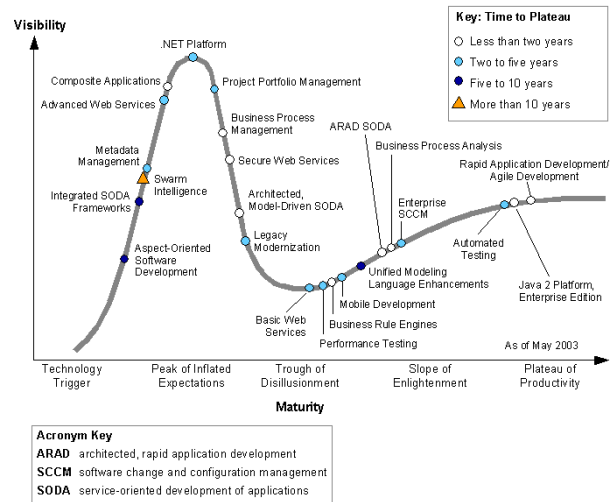 Visibility
.NET Platform
Key: Time to Plateau
Less than two years
Two to five years
Five to 10 years
More than 10 years
Composite Applications
Advanced Web Services
Project Portfolio Management
Business Process
Management
ARAD SODA
Business Process Analysis
Metadata
Management
Swarm
Intelligence
Secure Web Services
Rapid Application Development/
Agile Development
Integrated SODA
Frameworks
Architected,
Model-Driven SODA
Enterprise
SCCM
Aspect-Oriented
Software
Development
Legacy
Modernization
Automated
Testing
Unified Modeling
Language Enhancements
Java 2 Platform,
Enterprise Edition
Mobile Development
Basic Web
Services
Business Rule Engines
Performance Testing
As of May 2003
Technology
Trigger
Peak of Inflated
Expectations
Trough of
Disillusionment
Slope of
Enlightenment
Plateau of
Productivity
Maturity
Acronym Key
ARAD architected, rapid application development
SCCM software change and configuration management
SODA service-oriented development of applications